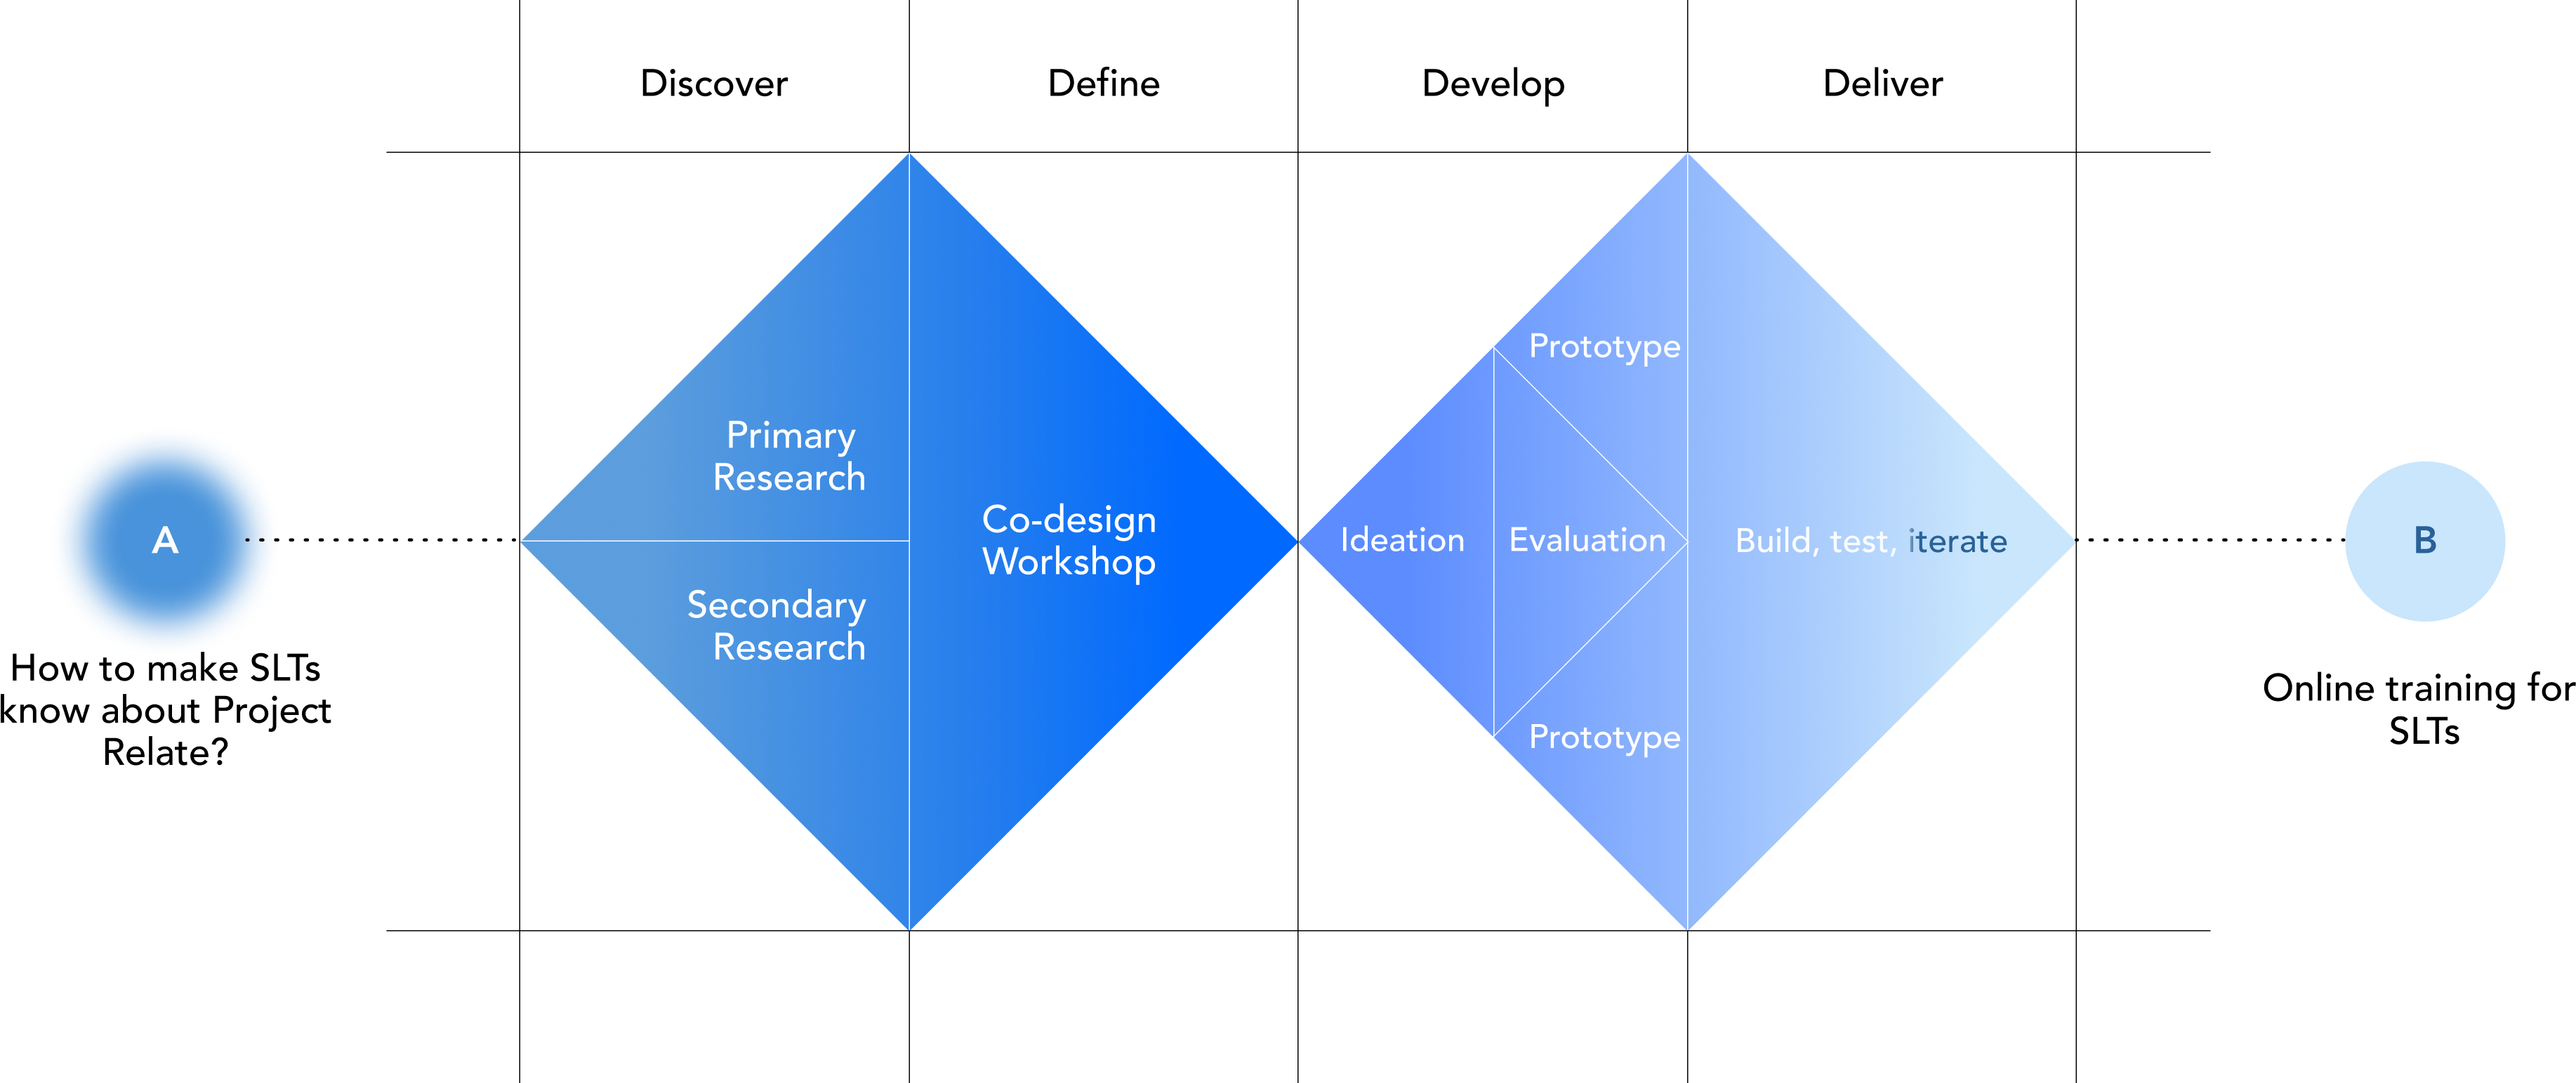 Discover
Define
Develop
Deliver
A
How to make SLTs
know about Project
Relate?
Primary
Research
Secondary
Research
Co-design
Workshop
Ideation
Prototype
Evaluation
Prototype
Build, test, iterate
B
Online training for
SLTs